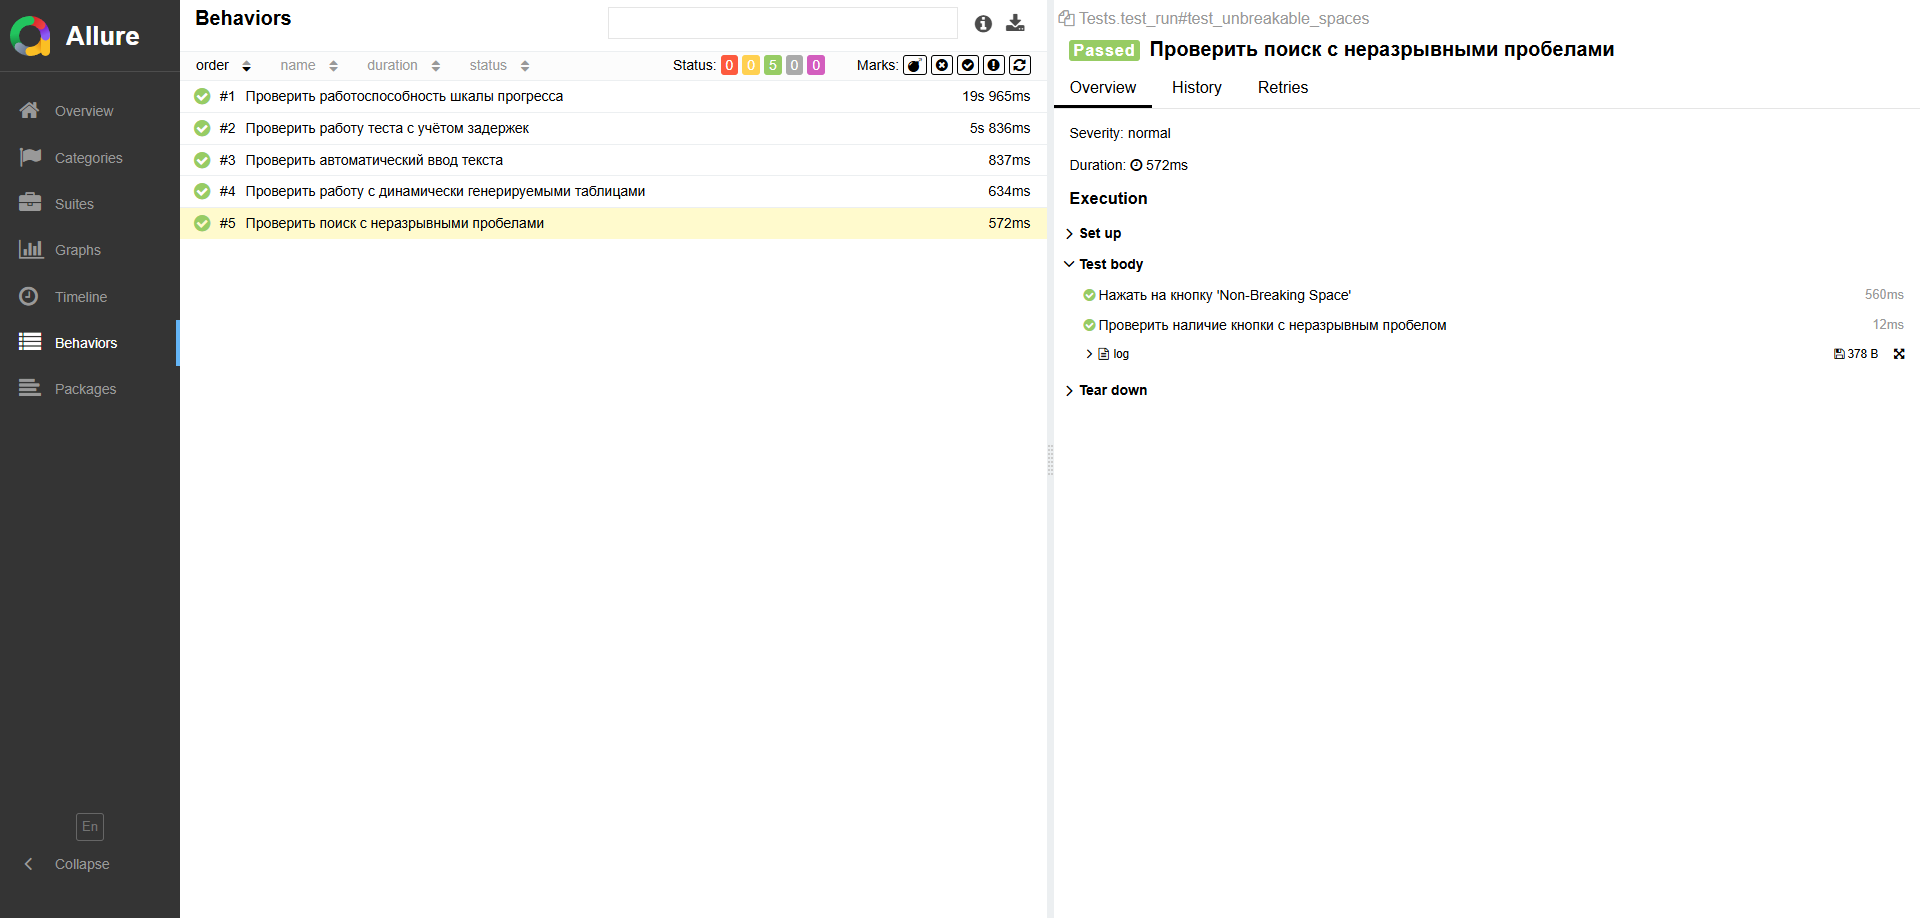 Allure
Overview
Categories
Suites
Graphs
Timeline
Behaviors
Packages
En
Collapse
Behaviors
order name duration status Status: 0 0 5 0 0 Marks:
#1 Проверить работоспособность шкалы прогресса 19s 965ms
#2 Проверить работу теста с учётом задержек 5s 836ms
#3 Проверить автоматический ввод текста 837ms
#4 Проверить работу с динамически генерируемыми таблицами 634ms
#5 Проверить поиск с неразрывными пробелами 572ms
Tests.test_run#test_unbreakable_spaces
Passed Проверить поиск с неразрывными пробелами
Overview History Retries
Severity: normal
Duration: 572ms
Execution
Set up
Test body
Нажать на кнопку 'Non-Breaking Space' 560ms
Проверить наличие кнопки с неразрывным пробелом 12ms
log 378 B
Tear down